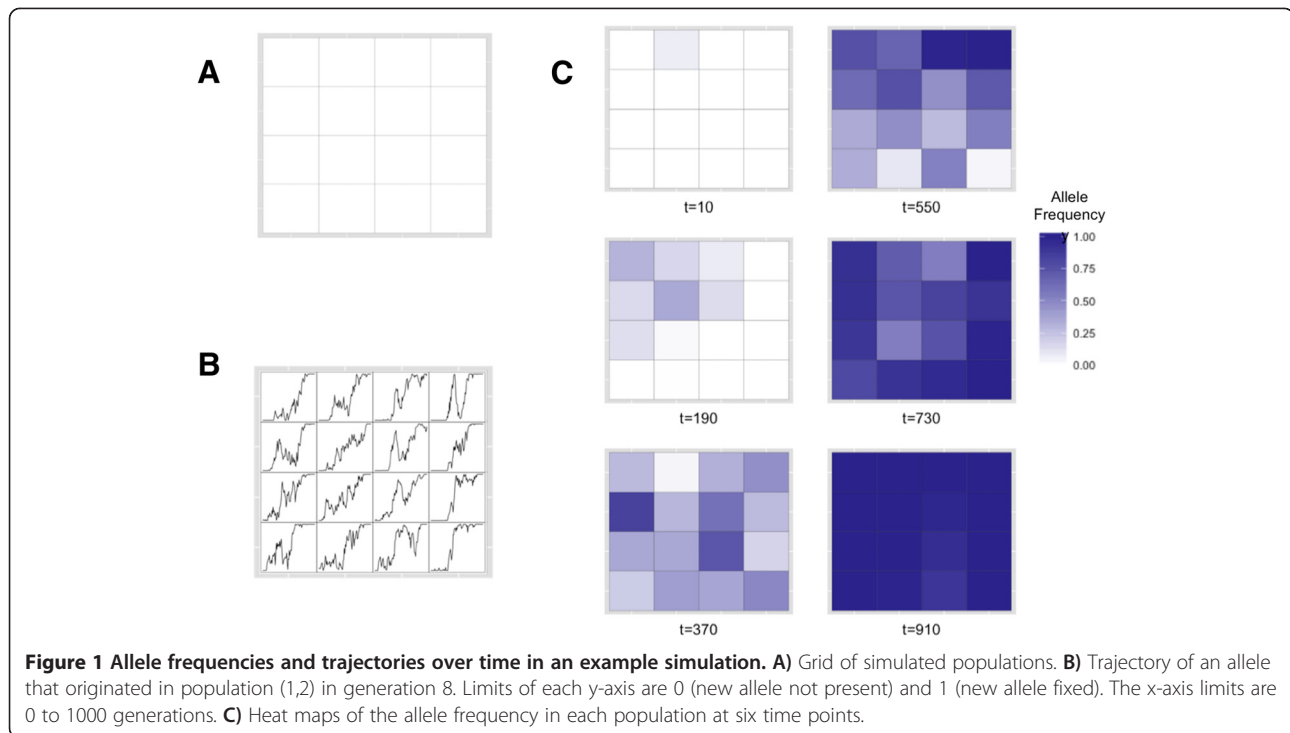 A
B
C
t=10
t=550
t=190
t=730
t=370
t=910
Allele
Frequency
y
1.00
0.75
0.50
0.25
0.00
Figure 1 Allele frequencies and trajectories over time in an example simulation. A) Grid of simulated populations. B) Trajectory of an allele
that originated in population (1,2) in generation 8. Limits of each y-axis are 0 (new allele not present) and 1 (new allele fixed). The x-axis limits are
0 to 1000 generations. C) Heat maps of the allele frequency in each population at six time points.